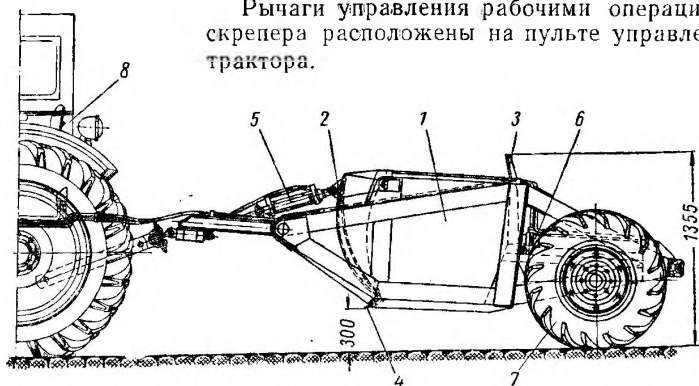 Рычаги управления рабочими операци
скрепера расположены на пульте управле
трактора.
8
5 2 1 3 6
1355
300
4 7